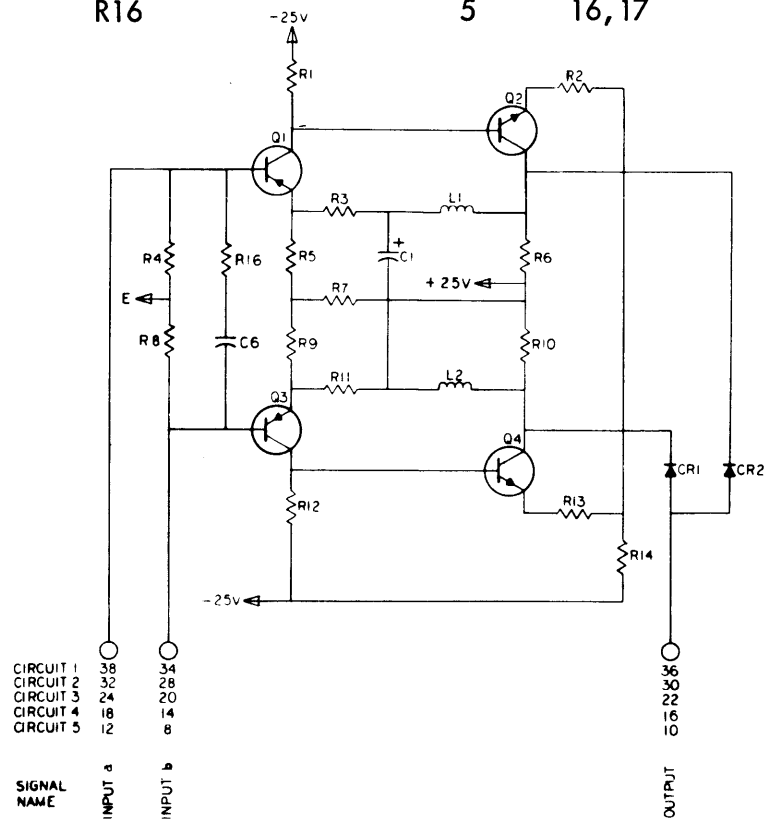 R16 5 16,17
-25V
R1
R2
Q2
Q1
R3
L1
R4
R16
R5
+
C1
R6
+25V
E
R7
R8
C6
R9
R10
R11
L2
Q3
Q4
CR1
CR2
R12
R13
R14
-25V
CIRCUIT 1 38 34 36
CIRCUIT 2 32 28 30
CIRCUIT 3 24 20 22
CIRCUIT 4 18 14 16
CIRCUIT 5 12 8 10
SIGNAL
NAME
INPUT a
INPUT b
OUTPUT